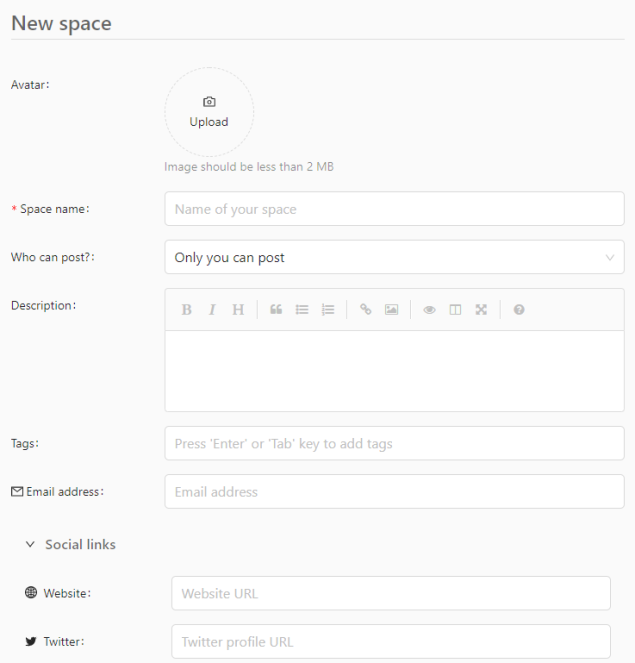 New space
Avatar:
Upload
Image should be less than 2 MB
* Space name:
Name of your space
Who can post?:
Only you can post
Description:
B I H
Tags:
Press 'Enter' or 'Tab' key to add tags
Email address:
Email address
Social links
Website:
Website URL
Twitter:
Twitter profile URL